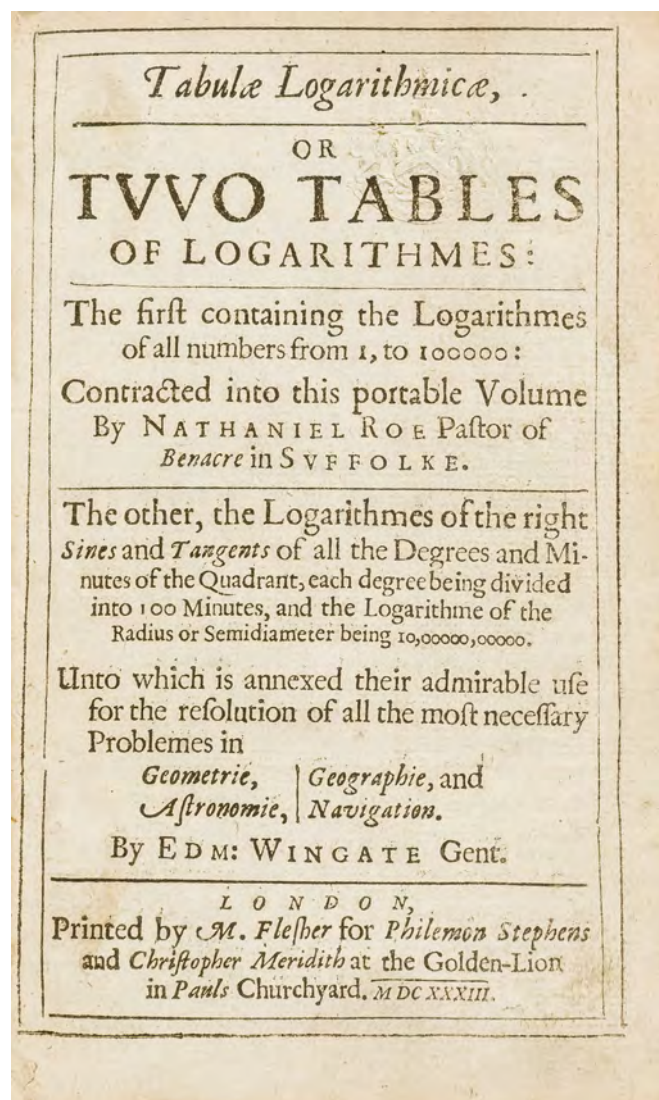 Tabulæ Logarithmicæ,
OR
TVVO TABLES
OF LOGARITHMES:
The firſt containing the Logarithmes
of all numbers from 1, to 100000:
Contracted into this portable Volume
By NATHANIEL ROE Paſtor of
Benacre in SVFFOLKE.
The other, the Logarithmes of the right
Sines and Tangents of all the Degrees and Mi-
nutes of the Quadrant, each degree being divided
into 100 Minutes, and the Logarithme of the
Radius or Semidiameter being 10,00000,00000.
Unto which is annexed their admirable uſe
for the reſolution of all the moſt neceſſary
Problemes in
Geometrie, | Geographie, and
Aſtronomie, | Navigation.
By EDM: WINGATE Gent.
LONDON,
Printed by M. Fleſher for Philemon Stephens
and Chriſtopher Meridith at the Golden-Lion
in Pauls Churchyard. MDCXXXIII.